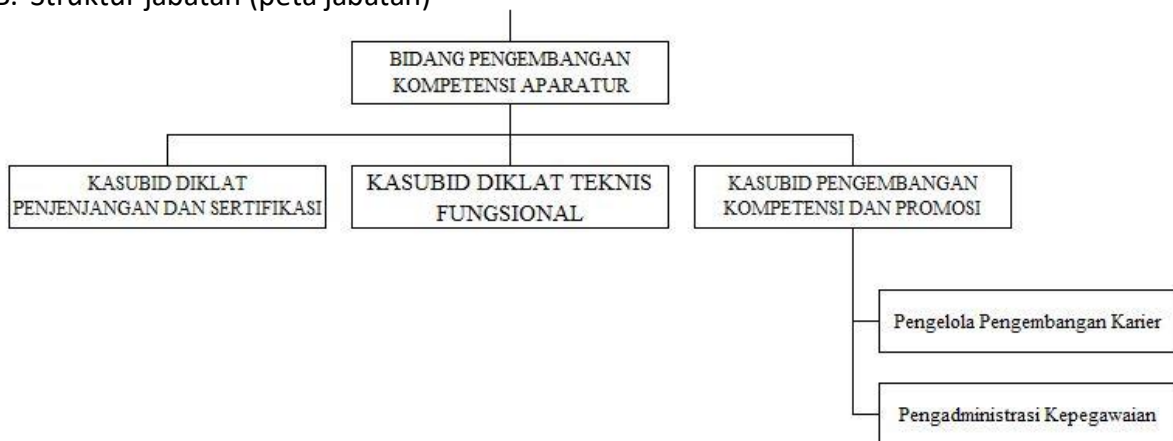 Struktur jabatan (peta jabatan)
BIDANG PENGEMBANGAN
KOMPETENSI APARATUR
KASUBID DIKLAT
PENJENJANGAN DAN SERTIFIKASI
KASUBID DIKLAT TEKNIS
FUNGSIONAL
KASUBID PENGEMBANGAN
KOMPETENSI DAN PROMOSI
Pengelola Pengembangan Karier
Pengadministrasi Kepegawaian